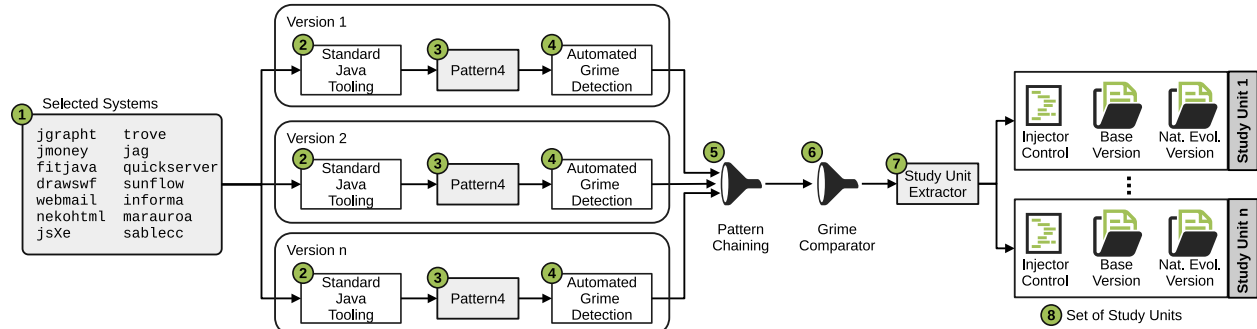 1 Selected Systems
jgrapht trove
jmoney jag
fitjava quickserver
drawswf sunflow
webmail informa
nekohtml marauroa
jsXe sablecc
Version 1
2 Standard
Java
Tooling
3 Pattern4
4 Automated
Grime
Detection
Version 2
2 Standard
Java
Tooling
3 Pattern4
4 Automated
Grime
Detection
Version n
2 Standard
Java
Tooling
3 Pattern4
4 Automated
Grime
Detection
5
Pattern
Chaining
6
Grime
Comparator
7 Study Unit
Extractor
Injector
Control
Base
Version
Nat. Evol.
Version
Study Unit 1
...
Injector
Control
Base
Version
Nat. Evol.
Version
Study Unit n
8 Set of Study Units